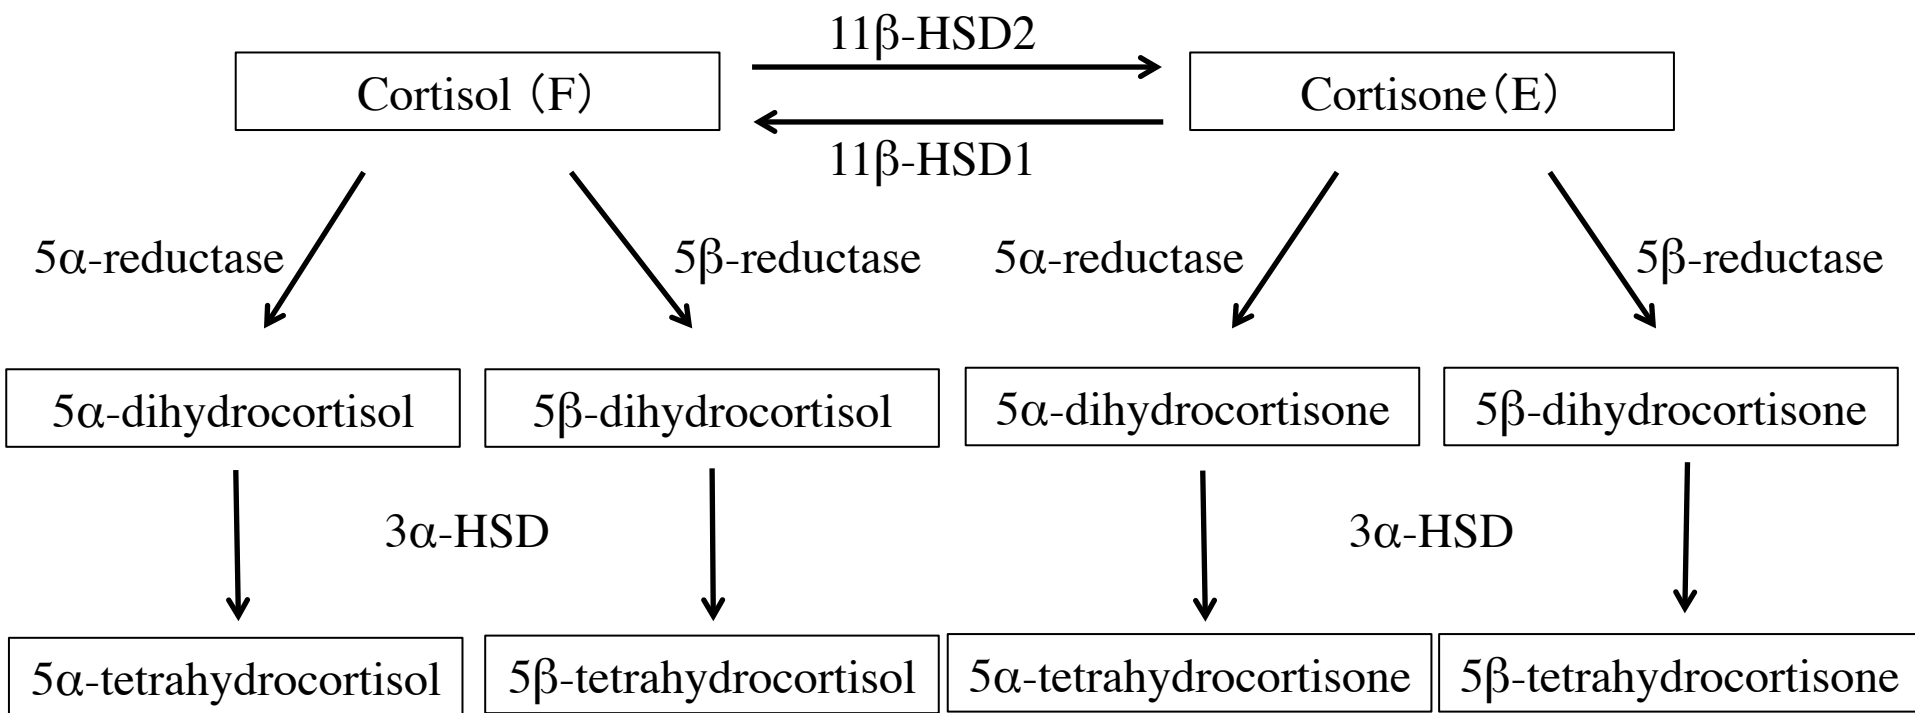 11β-HSD2
Cortisol（F）
Cortisone（E）
11β-HSD1
5α-reductase
5β-reductase
5α-reductase
5β-reductase
5α-dihydrocortisol
5β-dihydrocortisol
5α-dihydrocortisone
5β-dihydrocortisone
3α-HSD
3α-HSD
5α-tetrahydrocortisol
5β-tetrahydrocortisol
5α-tetrahydrocortisone
5β-tetrahydrocortisone